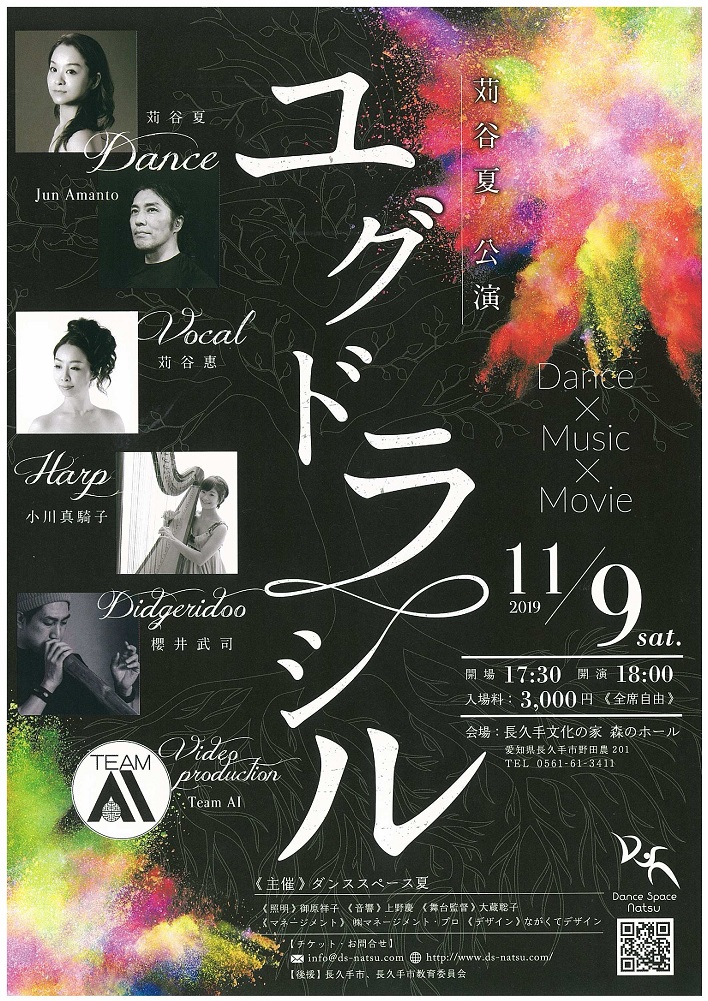 苅谷夏 公演
ユグドラシル
苅谷夏
Dance
Jun Amanto
Vocal
苅谷恵
Harp
小川真騎子
Didgeridoo
櫻井武司
TEAM
AI
Video
production
Team AI
Dance
×
Music
×
Movie
2019
11/9 sat.
開場 17:30 開演 18:00
入場料：3,000円《全席自由》
会場：長久手文化の家 森のホール
愛知県長久手市野田農201
TEL 0561-61-3411
《主催》ダンススペース夏
《照明》御原祥子《音響》上野慶《舞台監督》大蔵聡子
《マネージメント》㈱マネージメント・プロ《デザイン》ながくてデザイン
【チケット・お問合せ】
info@ds-natsu.com http://www.ds-natsu.com/
【後援】長久手市、長久手市教育委員会
Dance Space
Natsu